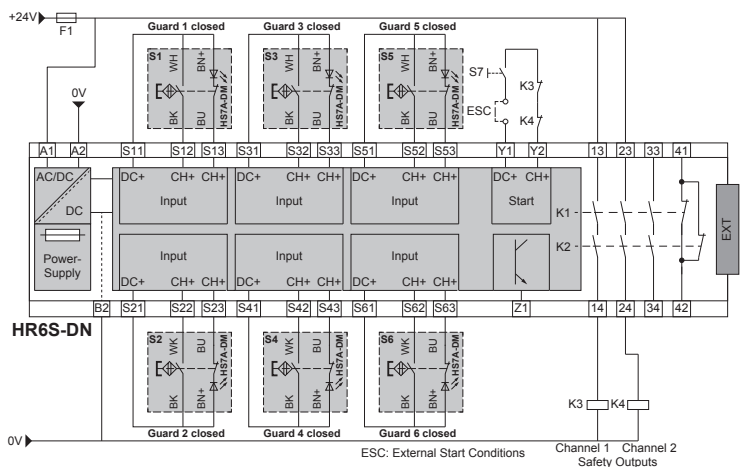 +24V F1 Guard 1 closed Guard 3 closed Guard 5 closed
S1 WH BN+ S3 WH BN+ S5 WH BN+
HS7A-DM HS7A-DM HS7A-DM
BK BU BK BU BK BU
S7 K3
ESC K4
0V
A1 A2 S11 S12 S13 S31 S32 S33 S51 S52 S53 Y1 Y2 13 23 33 41
AC/DC DC+ CH+ CH+ DC+ CH+ CH+ DC+ CH+ CH+ DC+ CH+
DC Input Input Input Start
K1
EXT
K2
Power-
Supply
Input Input Input
DC+ CH+ CH+ DC+ CH+ CH+ DC+ CH+ CH+
B2 S21 S22 S23 S41 S42 S43 S61 S62 S63 Z1 14 24 34 42
HR6S-DN
S2 WK BU S4 WK BU S6 WK BU
HS7A-DM HS7A-DM HS7A-DM
BK BN+ BK BN+ BK BN+
K3 K4
0V Guard 2 closed Guard 4 closed Guard 6 closed
ESC: External Start Conditions
Channel 1 Channel 2
Safety Outputs